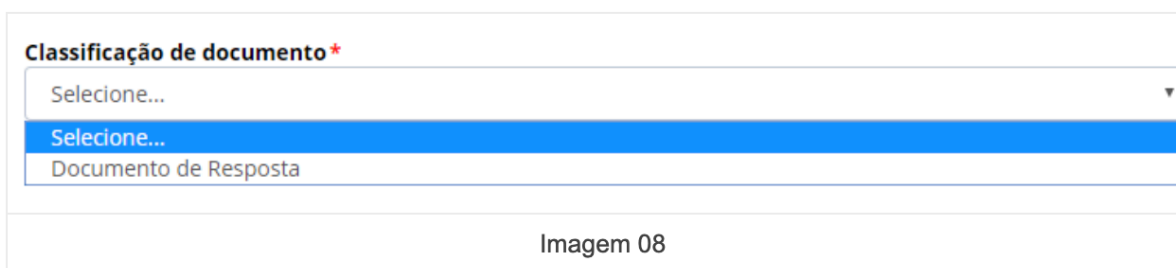 Classificação de documento*
Selecione...
Selecione...
Documento de Resposta
Imagem 08